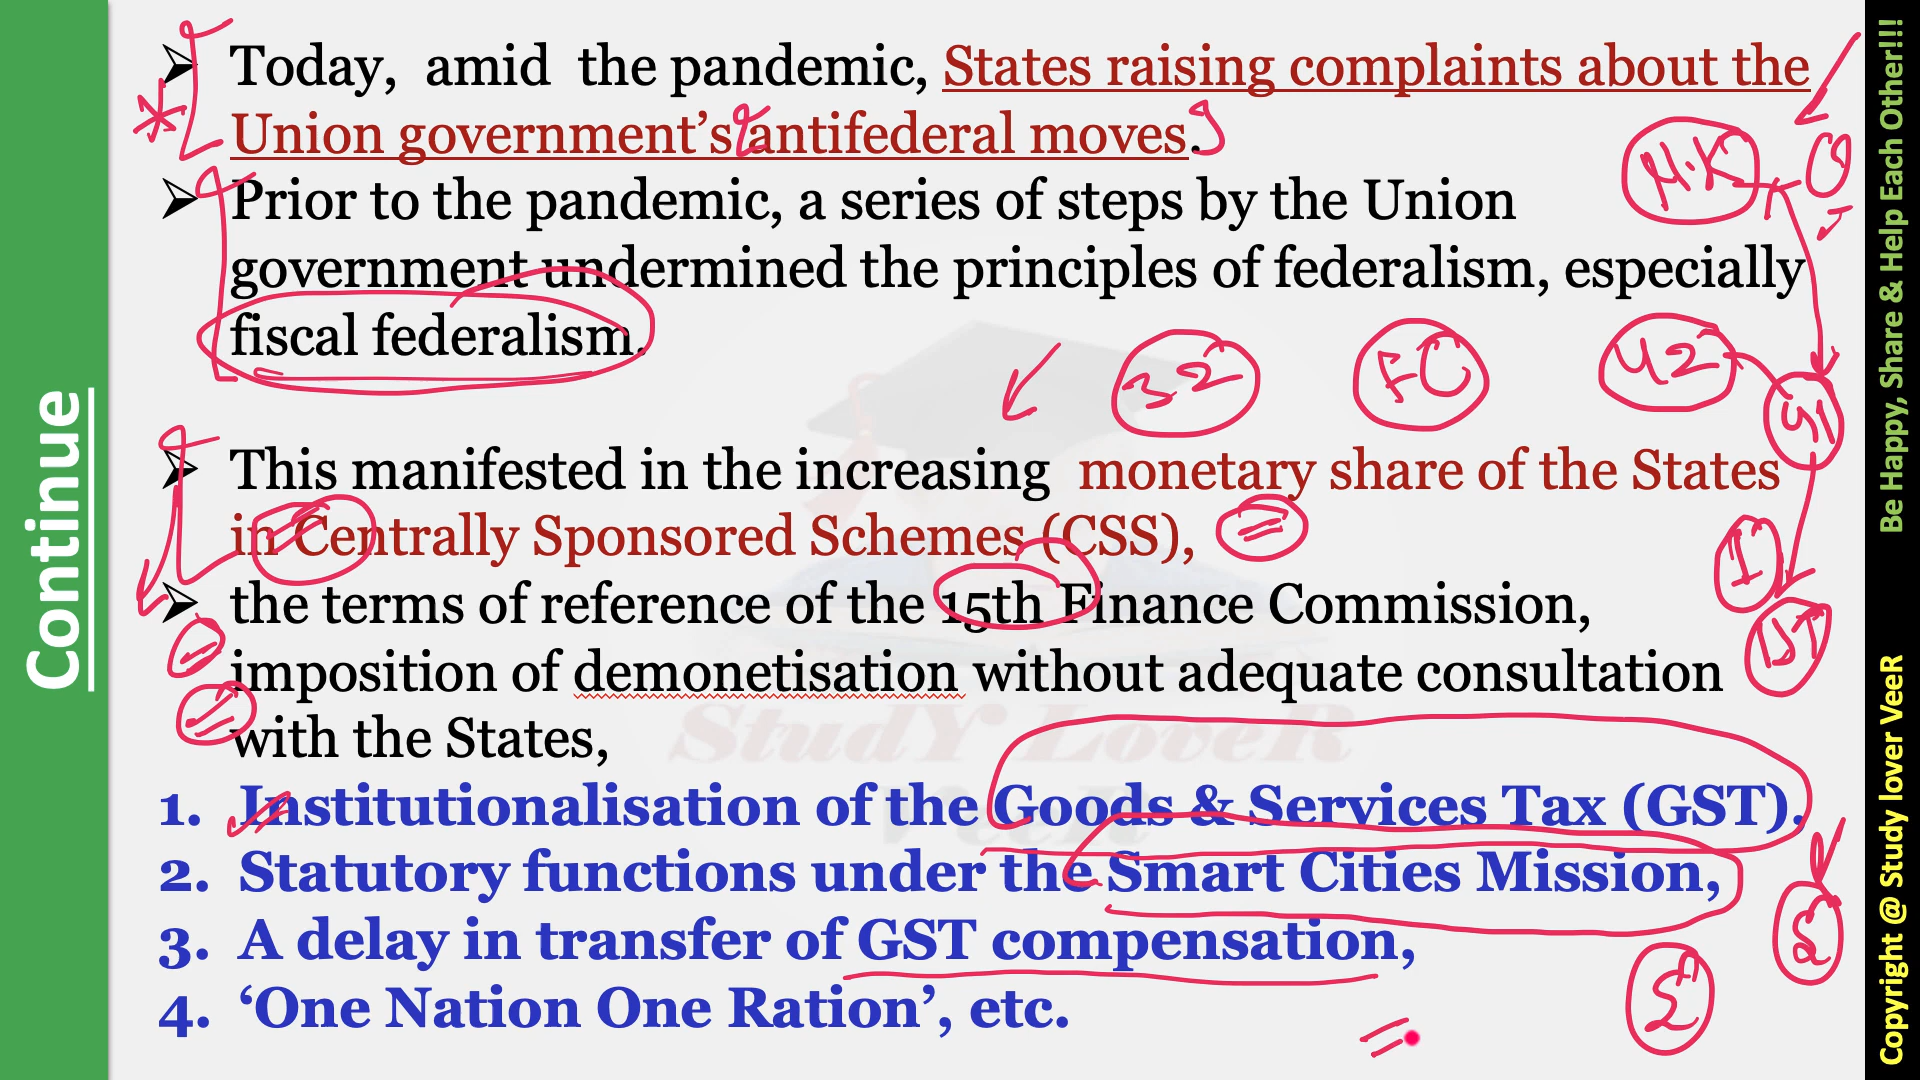 Continue
Today, amid the pandemic, States raising complaints about the
Union government's antifederal moves.
Prior to the pandemic, a series of steps by the Union
government undermined the principles of federalism, especially
fiscal federalism.
H.K
32
FC
42
41
This manifested in the increasing monetary share of the States
in Centrally Sponsored Schemes (CSS),
the terms of reference of the 15th Finance Commission,
imposition of demonetisation without adequate consultation
with the States,
I
1. Institutionalisation of the Goods & Services Tax (GST).
2. Statutory functions under the Smart Cities Mission,
3. A delay in transfer of GST compensation,
4. ‘One Nation One Ration’, etc.
StudY LoveR
VeeR
Be Happy, Share & Help Each Other!!!
Copyright @ Study lover VeeR